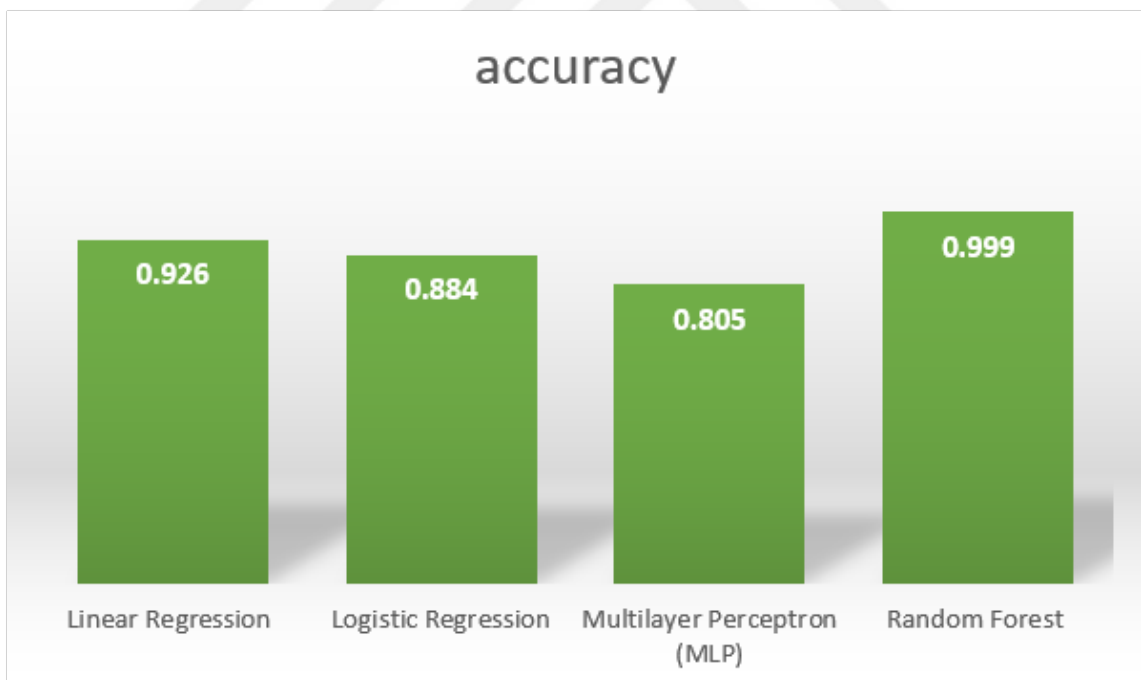 accuracy
0.926
0.884
0.805
0.999
Linear Regression
Logistic Regression
Multilayer Perceptron
(MLP)
Random Forest